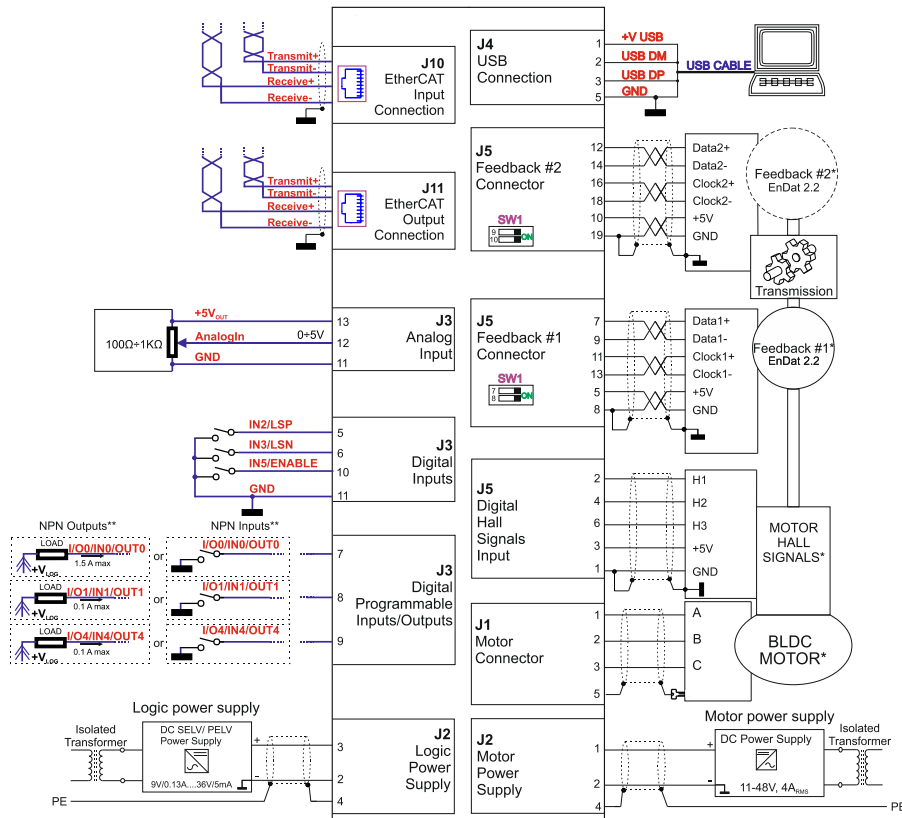 Transmit+
Transmit-
Receive+
Receive-
J10
EtherCAT
Input
Connection
Transmit+
Transmit-
Receive+
Receive-
J11
EtherCAT
Output
Connection
100Ω÷1KΩ
+5VOUT
AnalogIn
0÷5V
GND
13
12
11
J3
Analog
Input
IN2/LSP
IN3/LSN
IN5/ENABLE
GND
5
6
10
11
J3
Digital
Inputs
NPN Outputs**
NPN Inputs**
LOAD
I/O0/IN0/OUT0
+VLOG
1.5 A max
or
I/O0/IN0/OUT0
7
LOAD
I/O1/IN1/OUT1
+VLOG
0.1 A max
or
I/O1/IN1/OUT1
8
LOAD
I/O4/IN4/OUT4
+VLOG
0.1 A max
or
I/O4/IN4/OUT4
9
J3
Digital
Programmable
Inputs/Outputs
Logic power supply
Isolated
Transformer
DC SELV/ PELV
Power Supply
9V/0.13A....36V/5mA
+
-
PE
3
2
4
J2
Logic
Power
Supply
J4
USB
Connection
1
2
3
5
+V USB
USB DM
USB DP
GND
USB CABLE
J5
Feedback #2
Connector
SW1
9
10
ON
12
14
16
18
10
19
Data2+
Data2-
Clock2+
Clock2-
+5V
GND
Feedback #2*
EnDat 2.2
Transmission
J5
Feedback #1
Connector
SW1
7
8
ON
7
9
11
13
5
8
Data1+
Data1-
Clock1+
Clock1-
+5V
GND
Feedback #1*
EnDat 2.2
J5
Digital
Hall
Signals
Input
2
4
6
3
1
H1
H2
H3
+5V
GND
MOTOR
HALL
SIGNALS*
J1
Motor
Connector
1
2
3
5
A
B
C
BLDC
MOTOR*
Motor power supply
J2
Motor
Power
Supply
1
2
4
+
-
DC Power Supply
11-48V, 4ARMS
Isolated
Transformer
PE